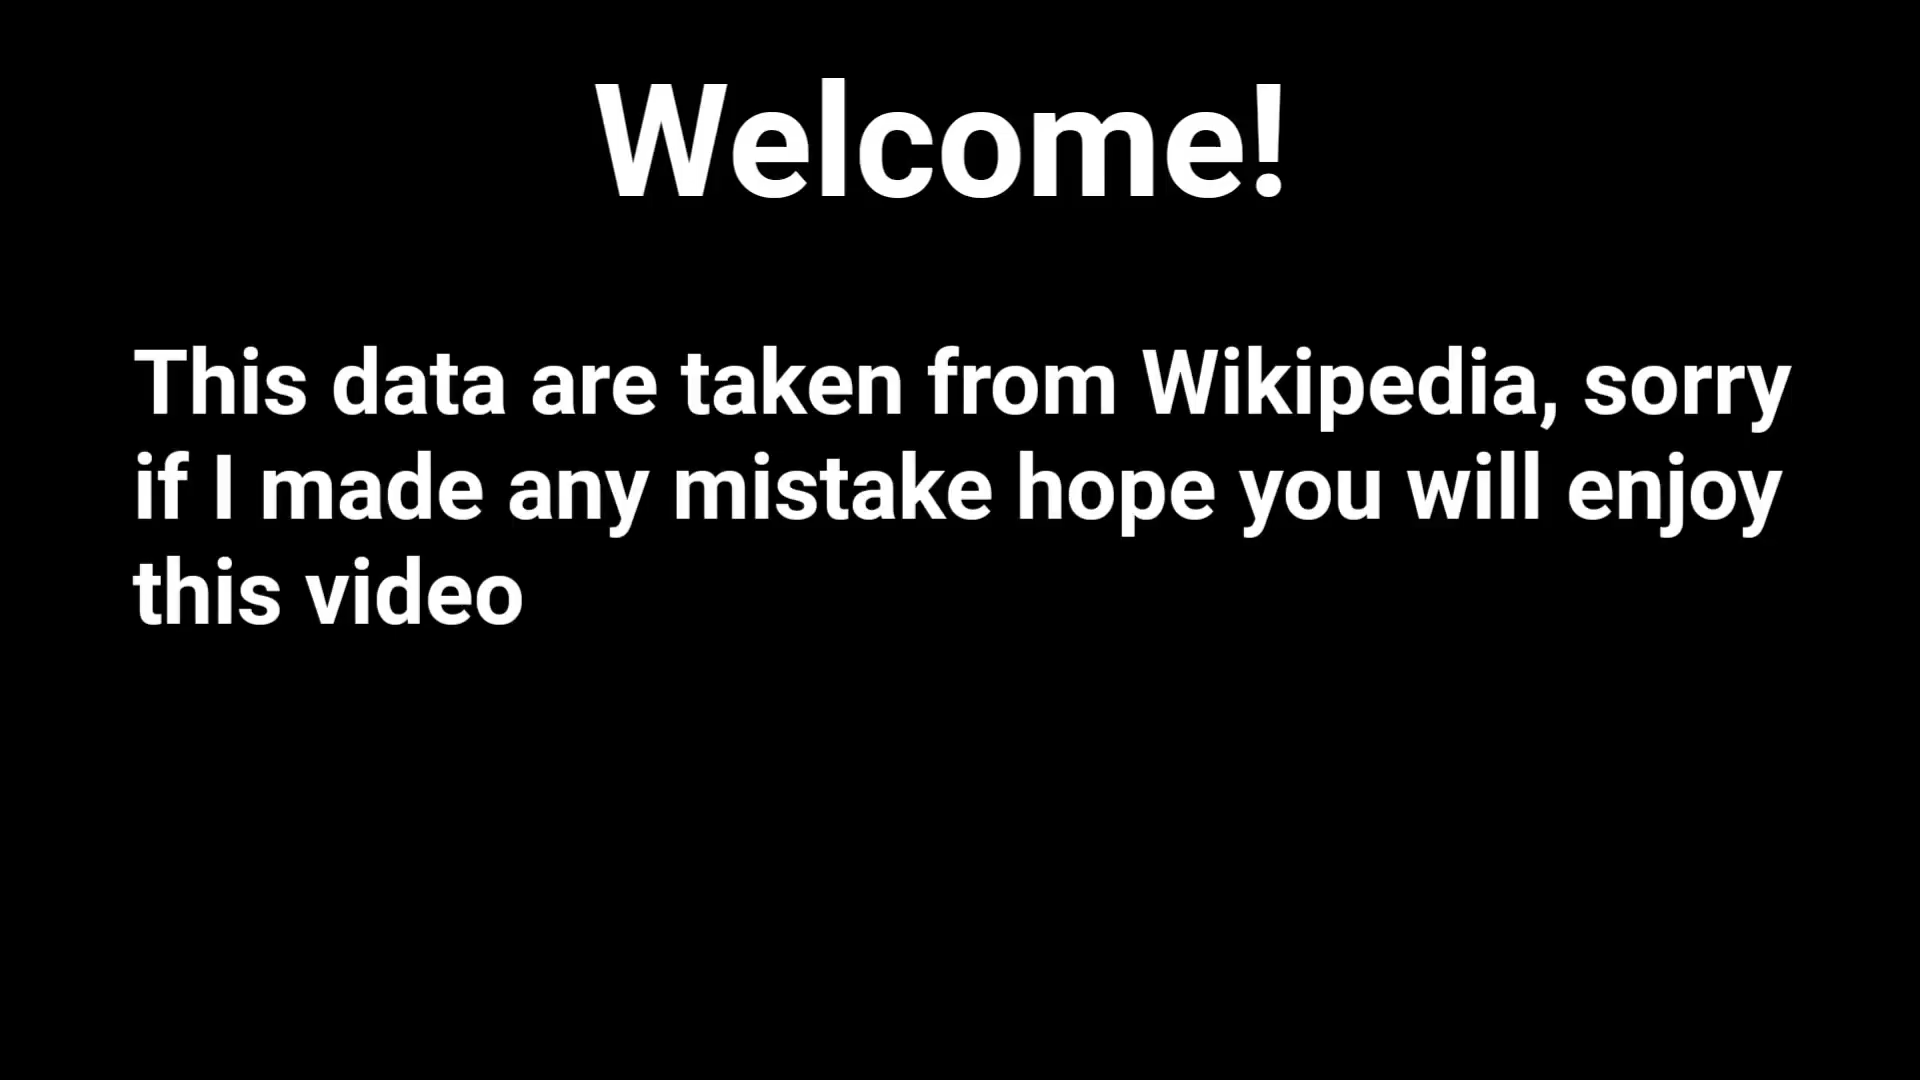 Welcome!
This data are taken from Wikipedia, sorry
if I made any mistake hope you will enjoy
this video